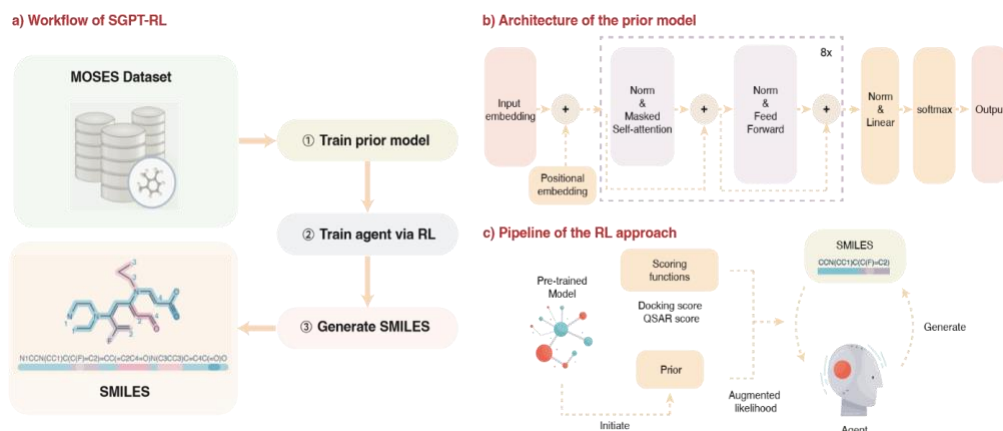 a) Workflow of SGPT-RL
MOSES Dataset
① Train prior model
② Train agent via RL
③ Generate SMILES
N1CCN(CC1)C(C(F)=C2)=CC(=C2C4=O)N(C3CC3)C=C4C(=O)O
SMILES
b) Architecture of the prior model
8x
Input
embedding
+
Positional
embedding
Norm
&
Masked
Self-attention
+
Norm
&
Feed
Forward
+
Norm
&
Linear
softmax
Outpu
c) Pipeline of the RL approach
Pre-trained
Model
Scoring
functions
Docking score
QSAR score
Prior
Initiate
Augmented
likelihood
SMILES
CCN(CC1)C(C(F)=C2)
Generate
Agent